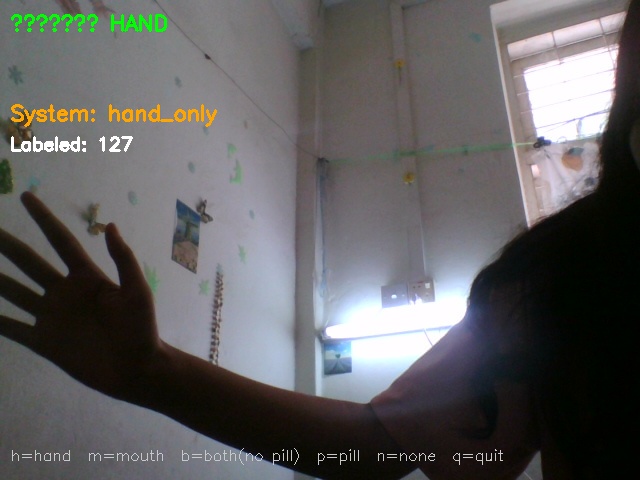 ??????? HAND
System: hand_only
Labeled: 127
h=hand m=mouth b=both(no pill) p=pill n=none q=quit